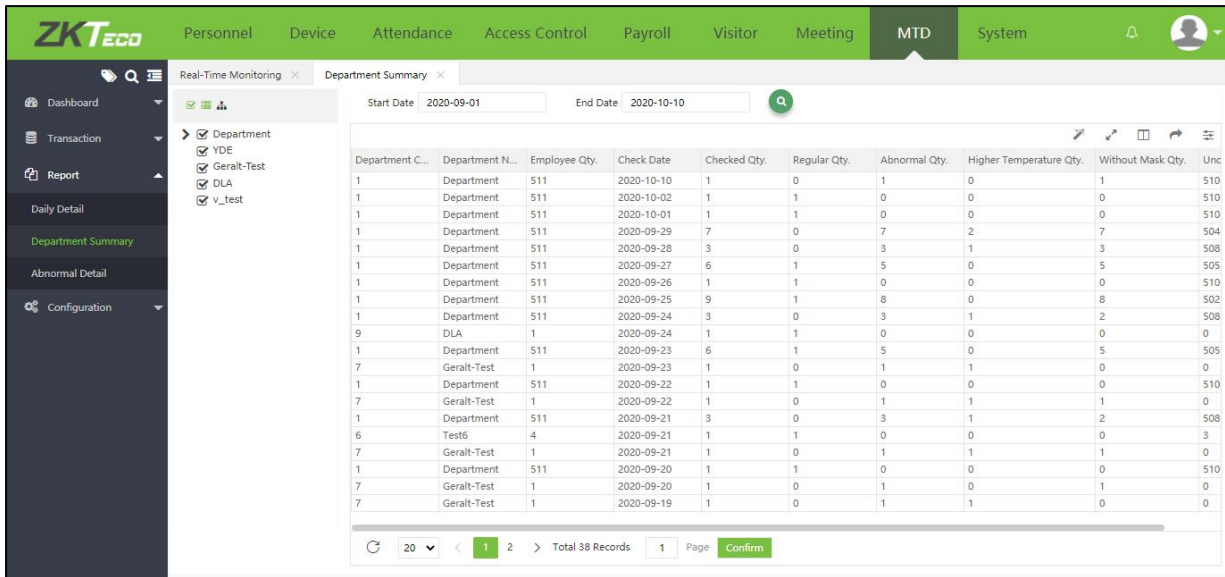 ZKTeco Personnel Device Attendance Access Control Payroll Visitor Meeting MTD System
Real-Time Monitoring × Department Summary ×
Dashboard
Transaction
Report
Daily Detail
Department Summary
Abnormal Detail
Configuration
Department
YDE
Geralt-Test
DLA
v_test
Start Date 2020-09-01 End Date 2020-10-10
Department C... Department N... Employee Qty. Check Date Checked Qty. Regular Qty. Abnormal Qty. Higher Temperature Qty. Without Mask Qty. Unc
1 Department 511 2020-10-10 1 0 1 0 1 510
1 Department 511 2020-10-02 1 1 0 0 0 510
1 Department 511 2020-10-01 1 1 0 0 0 510
1 Department 511 2020-09-29 7 0 7 2 7 504
1 Department 511 2020-09-28 3 0 3 1 3 508
1 Department 511 2020-09-27 6 1 5 0 5 505
1 Department 511 2020-09-26 1 1 0 0 0 510
1 Department 511 2020-09-25 9 1 8 0 8 502
1 Department 511 2020-09-24 3 0 3 1 2 508
9 DLA 1 2020-09-24 1 1 0 0 0 0
1 Department 511 2020-09-23 6 1 5 0 5 505
7 Geralt-Test 1 2020-09-23 1 0 1 1 0 0
1 Department 511 2020-09-22 1 1 0 0 0 510
7 Geralt-Test 1 2020-09-22 1 0 1 1 1 0
1 Department 511 2020-09-21 3 0 3 1 2 508
6 Test6 4 2020-09-21 1 1 0 0 0 3
7 Geralt-Test 1 2020-09-21 1 0 1 1 1 0
1 Department 511 2020-09-20 1 1 0 0 0 510
7 Geralt-Test 1 2020-09-20 1 0 1 0 1 0
7 Geralt-Test 1 2020-09-19 1 0 1 1 0 0
20 < 1 2 > Total 38 Records 1 Page Confirm